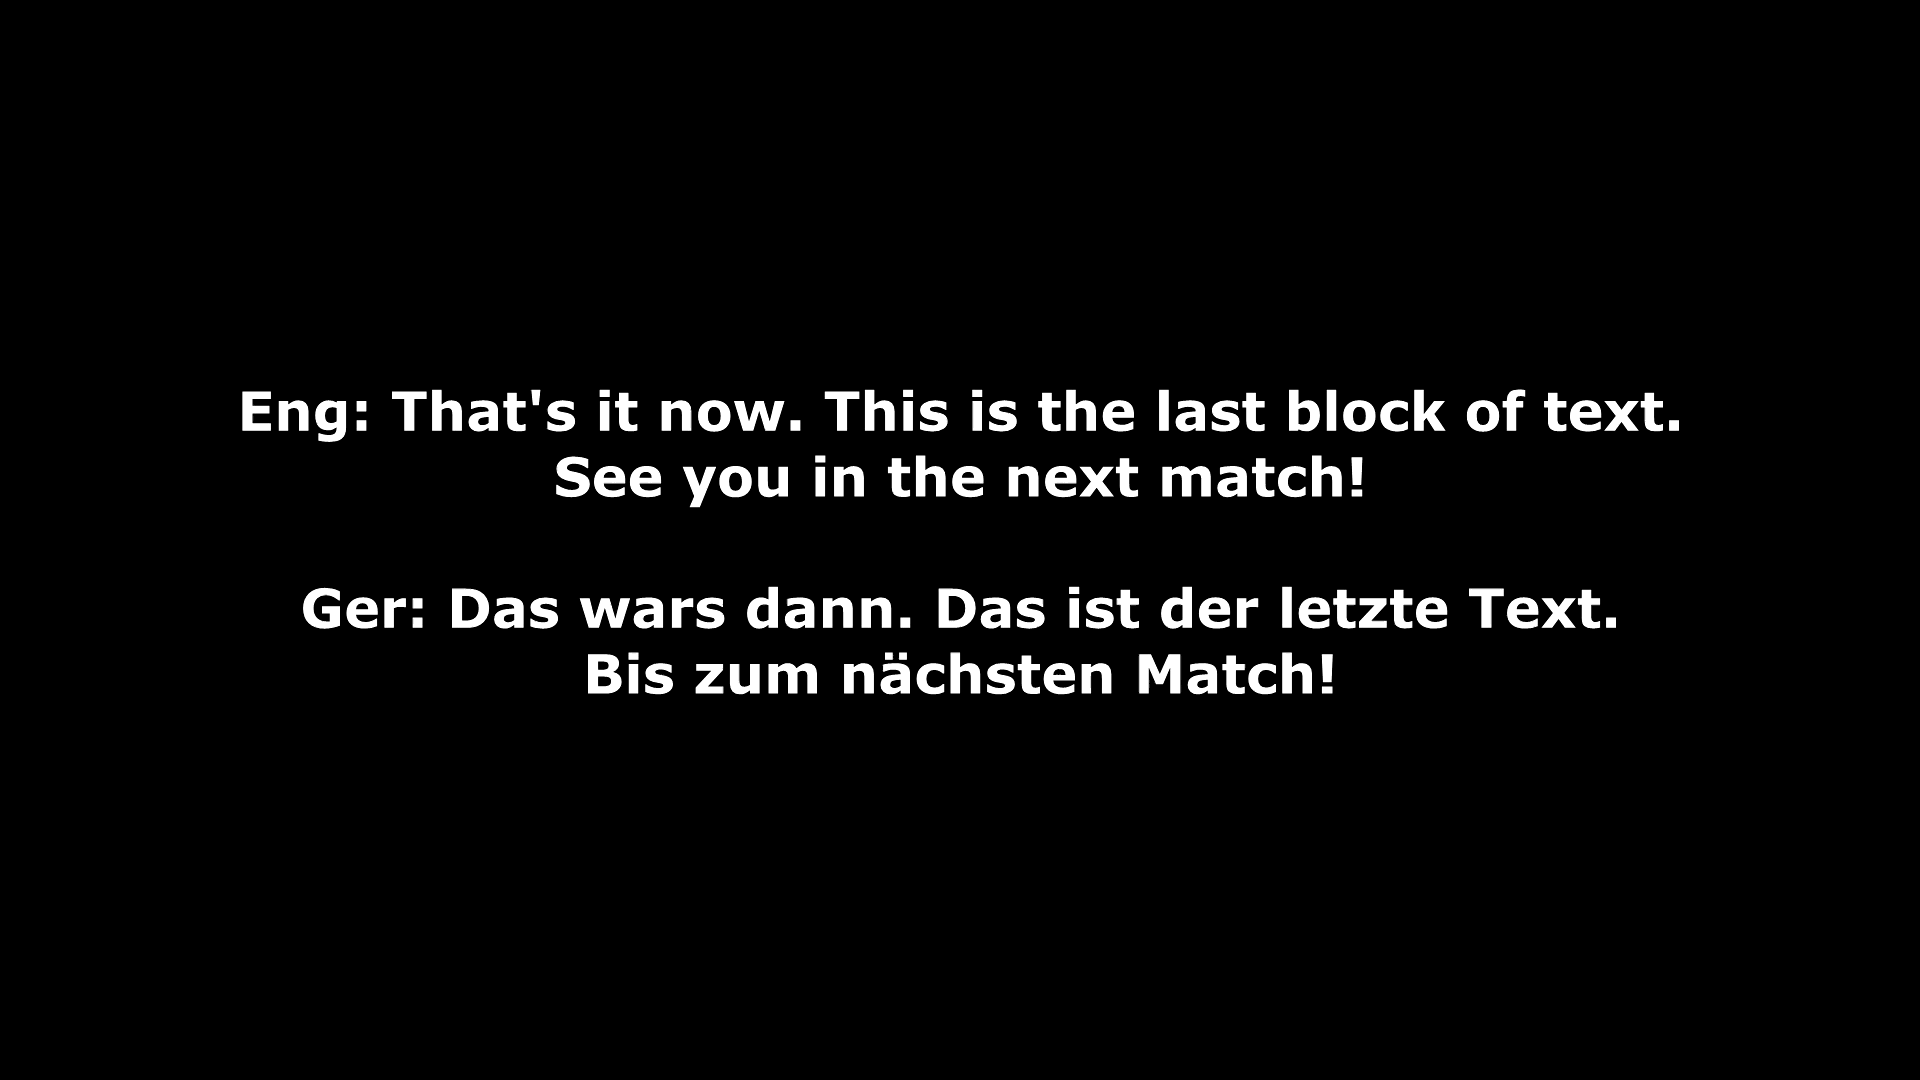 Eng: That's it now. This is the last block of text.
See you in the next match!
Ger: Das wars dann. Das ist der letzte Text.
Bis zum nächsten Match!